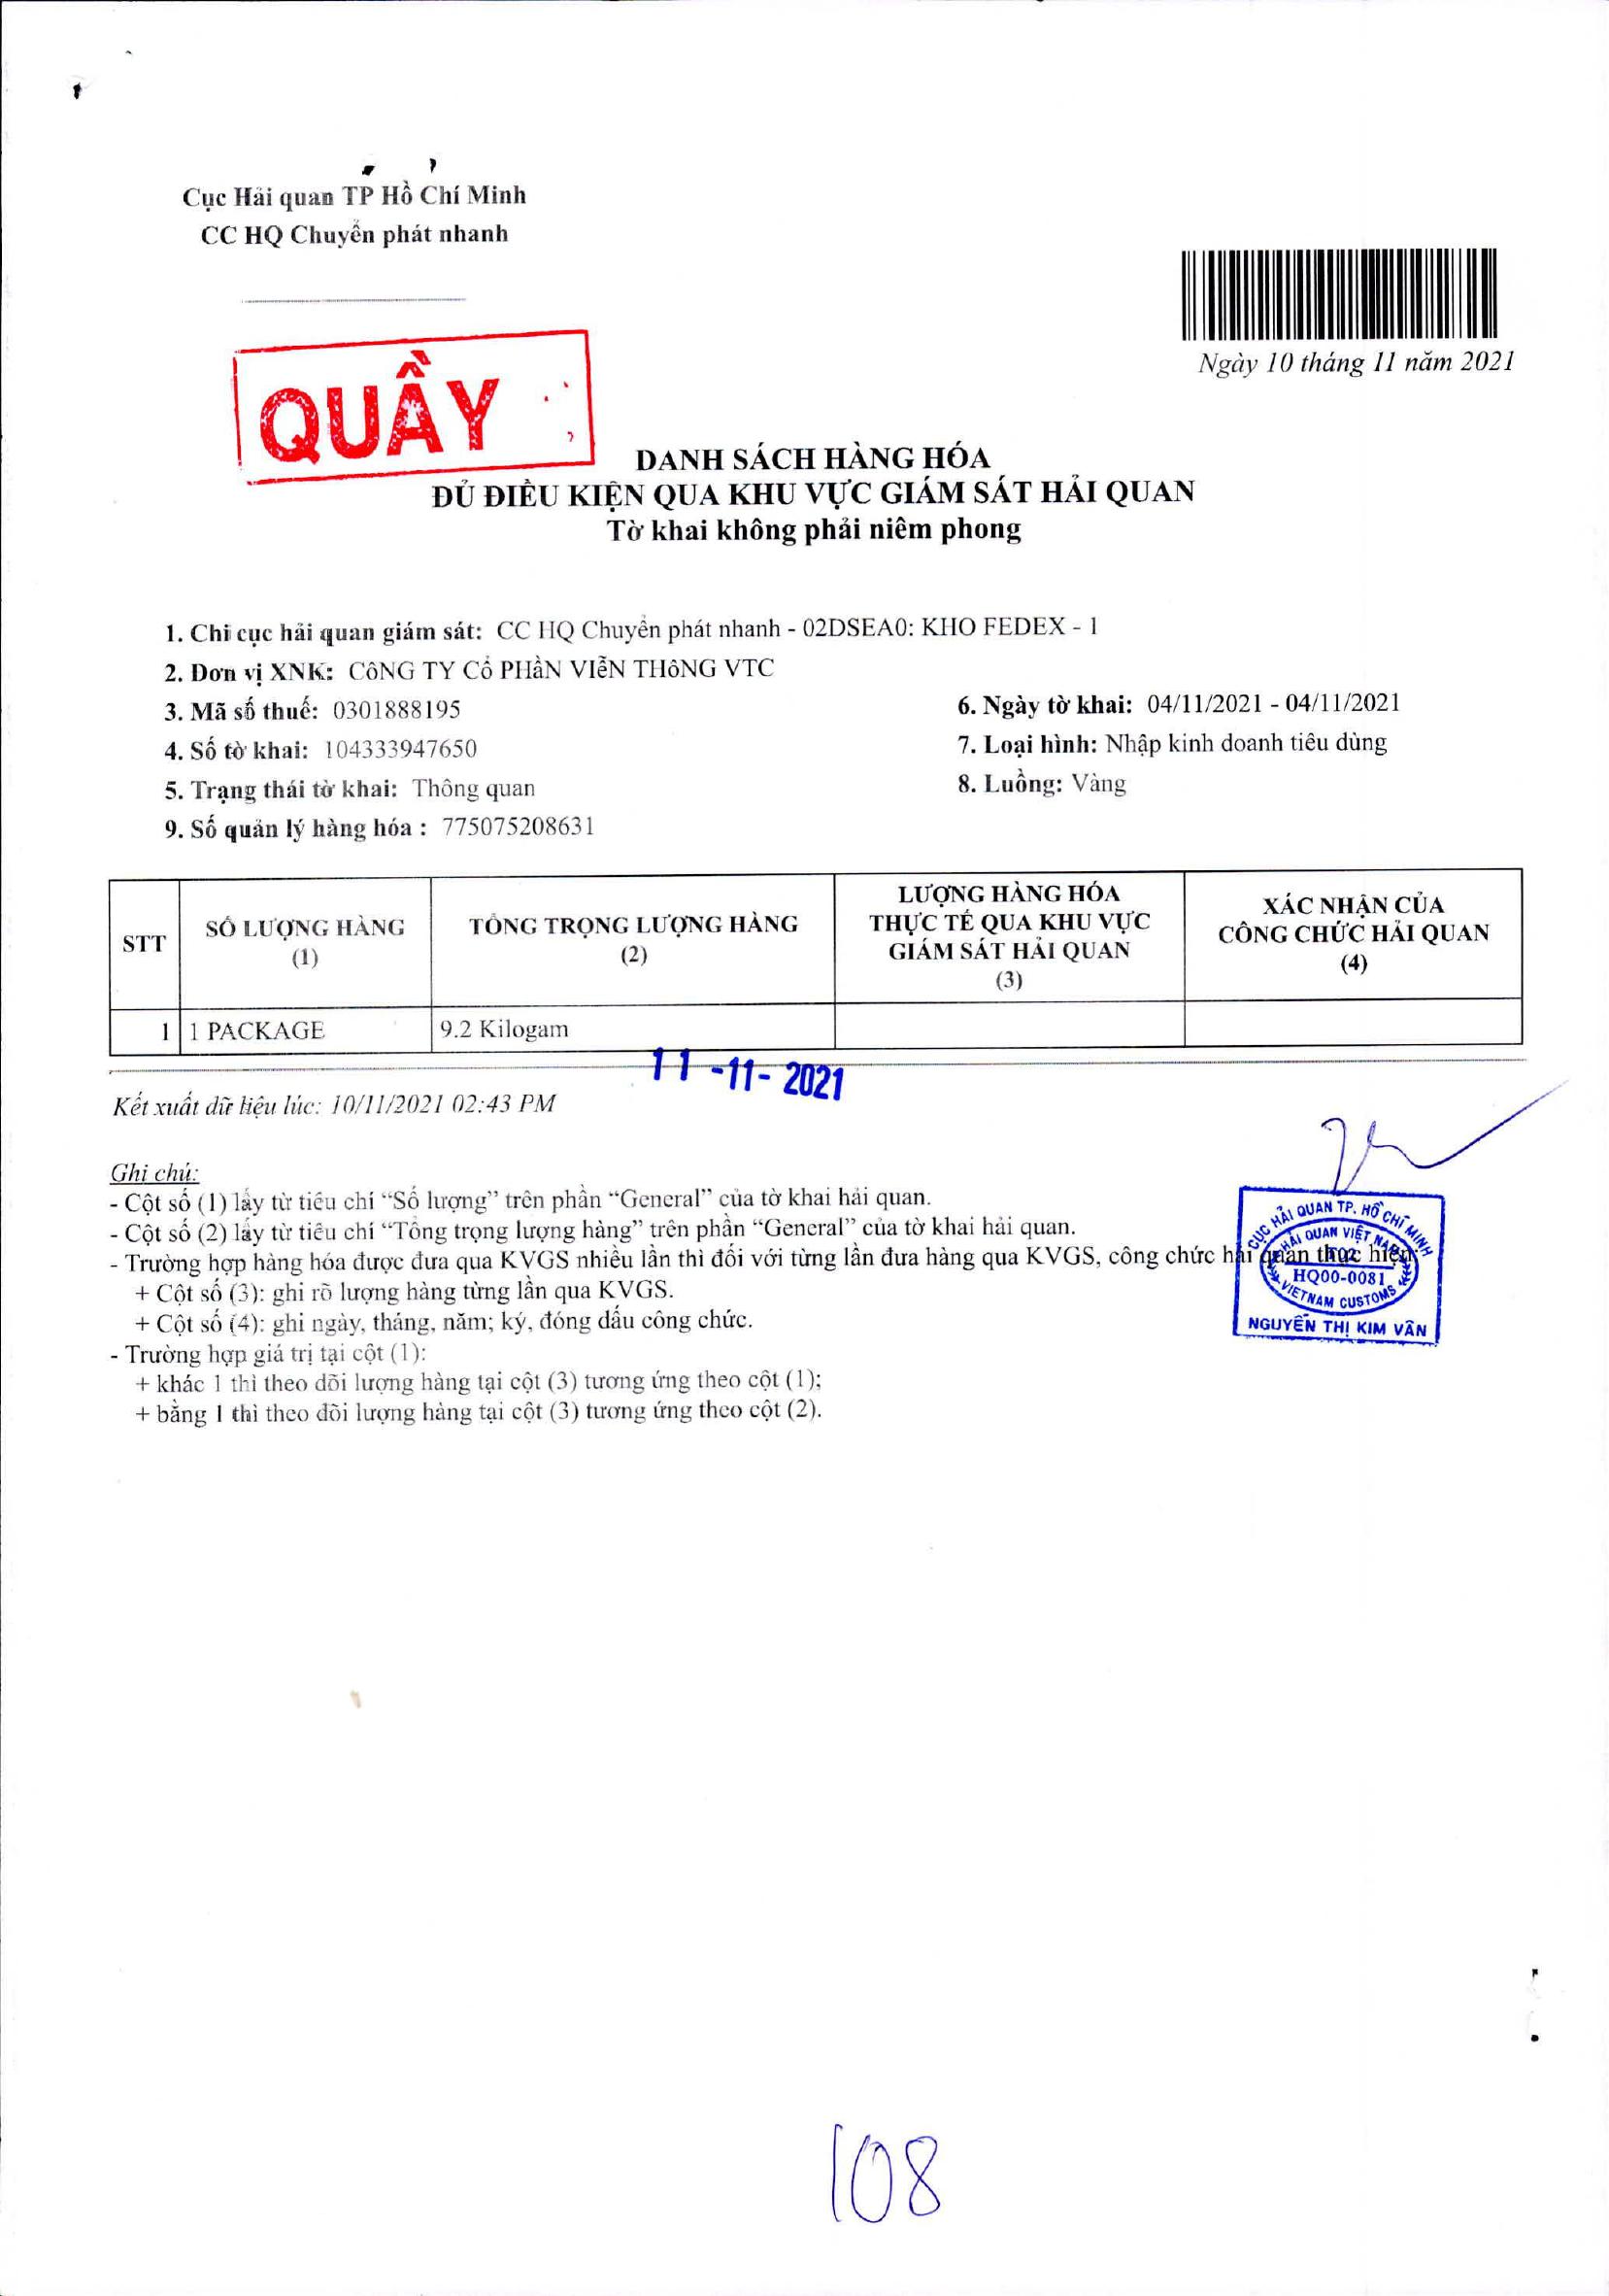 Cục Hải quan TP Hồ Chí Minh
CC HQ Chuyển phát nhanh
Ngày 10 tháng 11 năm 2021
QUẦY
DANH SÁCH HÀNG HÓA
ĐỦ ĐIỀU KIỆN QUA KHU VỰC GIÁM SÁT HẢI QUAN
Tờ khai không phải niêm phong
1. Chi cục hải quan giám sát: CC HQ Chuyển phát nhanh - 02DSEA0: KHO FEDEX - 1
2. Đơn vị XNK: CôNG TY Cổ PHầN VIễN THôNG VTC
3. Mã số thuế: 0301888195
6. Ngày tờ khai: 04/11/2021 - 04/11/2021
4. Số tờ khai: 104333947650
7. Loại hình: Nhập kinh doanh tiêu dùng
5. Trạng thái tờ khai: Thông quan
8. Luồng: Vàng
9. Số quản lý hàng hóa : 775075208631
STT
SỐ LƯỢNG HÀNG
(1)
TỔNG TRỌNG LƯỢNG HÀNG
(2)
LƯỢNG HÀNG HÓA
THỰC TẾ QUA KHU VỰC
GIÁM SÁT HẢI QUAN
(3)
XÁC NHẬN CỦA
CÔNG CHỨC HẢI QUAN
(4)
1 1 PACKAGE 9.2 Kilogam
11 -11- 2021
Kết xuất dữ liệu lúc: 10/11/2021 02:43 PM
Ghi chú:
- Cột số (1) lấy từ tiêu chí “Số lượng” trên phần “General” của tờ khai hải quan.
- Cột số (2) lấy từ tiêu chí “Tổng trọng lượng hàng” trên phần “General” của tờ khai hải quan.
- Trường hợp hàng hóa được đưa qua KVGS nhiều lần thì đối với từng lần đưa hàng qua KVGS, công chức hải quan thực hiện:
+ Cột số (3): ghi rõ lượng hàng từng lần qua KVGS.
+ Cột số (4): ghi ngày, tháng, năm; ký, đóng dấu công chức.
- Trường hợp giá trị tại cột (1):
+ khác 1 thì theo dõi lượng hàng tại cột (3) tương ứng theo cột (1);
+ bằng 1 thì theo dõi lượng hàng tại cột (3) tương ứng theo cột (2).
CỤC HẢI QUAN TP. HỒ CHÍ MINH
HẢI QUAN VIỆT NAM
HQ00-0081
VIETNAM CUSTOMS
NGUYỄN THỊ KIM VÂN
108